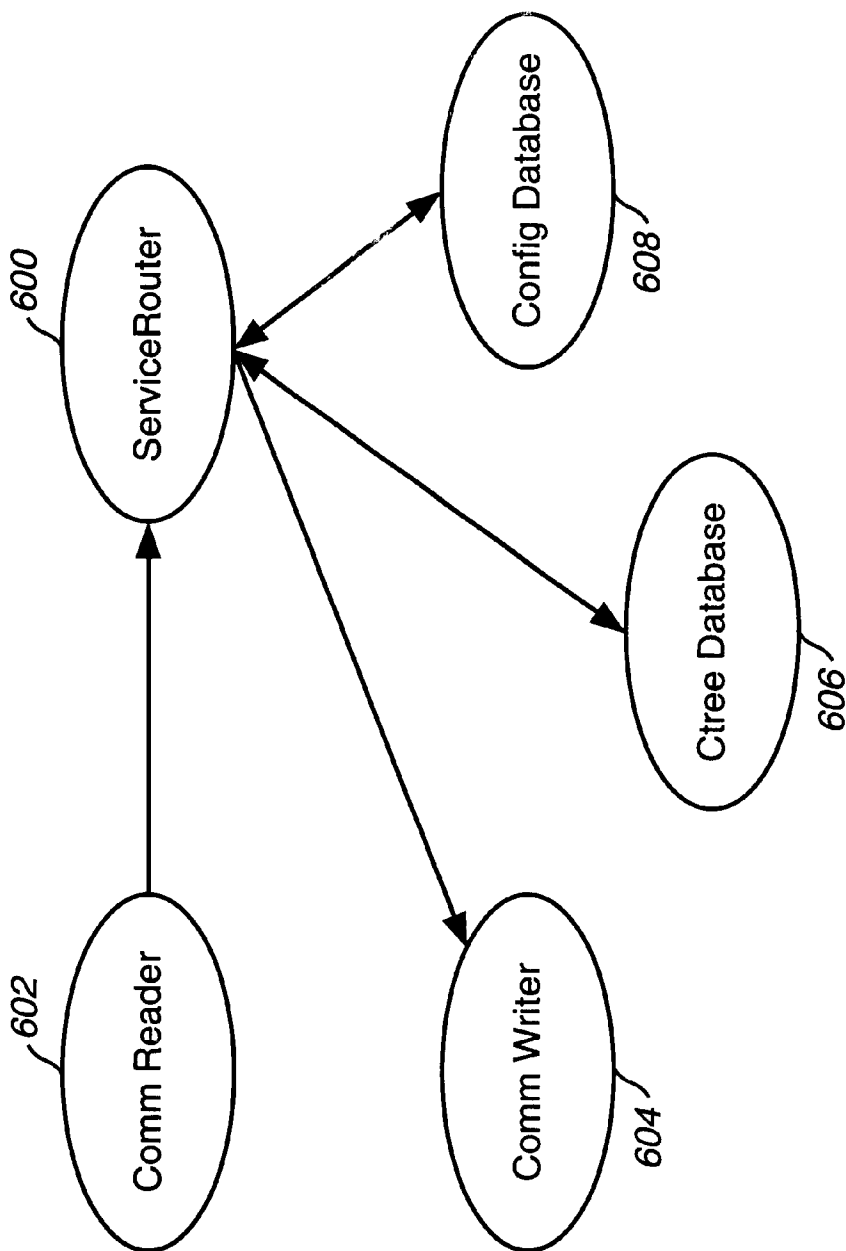 602
Comm Reader
600
ServiceRouter
Comm Writer
604
Ctree Database
606
Config Database
608